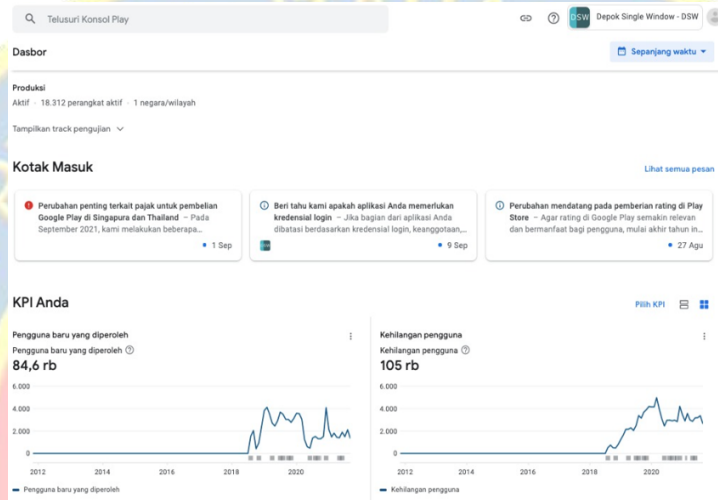 Telusuri Konsol Play
DSW
Depok Single Window - DSW
Dasbor
Sepanjang waktu
Produksi
Aktif · 18.312 perangkat aktif · 1 negara/wilayah
Tampilkan track pengujian
Kotak Masuk
Lihat semua pesan
Perubahan penting terkait pajak untuk pembelian
Google Play di Singapura dan Thailand – Pada
September 2021, kami melakukan beberapa...
1 Sep
Beri tahu kami apakah aplikasi Anda memerlukan
kredensial login – Jika bagian dari aplikasi Anda
dibatasi berdasarkan kredensial login, keanggotaan,...
9 Sep
Perubahan mendatang pada pemberian rating di Play
Store – Agar rating di Google Play semakin relevan
dan bermanfaat bagi pengguna, mulai akhir tahun in...
27 Agu
KPI Anda
Pilih KPI
Pengguna baru yang diperoleh
Pengguna baru yang diperoleh
84,6 rb
6.000
4.000
2.000
0
2012 2014 2016 2018 2020
Pengguna baru yang diperoleh
Kehilangan pengguna
Kehilangan pengguna
105 rb
6.000
4.000
2.000
0
2012 2014 2016 2018 2020
Kehilangan pengguna